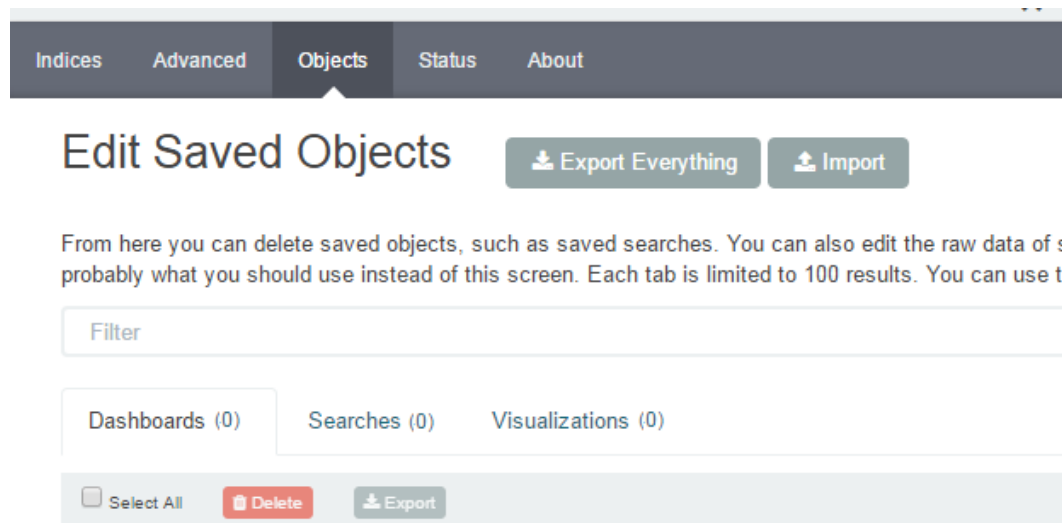 Indices Advanced Objects Status About
Edit Saved Objects Export Everything Import
From here you can delete saved objects, such as saved searches. You can also edit the raw data of
probably what you should use instead of this screen. Each tab is limited to 100 results. You can use
Filter
Dashboards (0) Searches (0) Visualizations (0)
Select All Delete Export